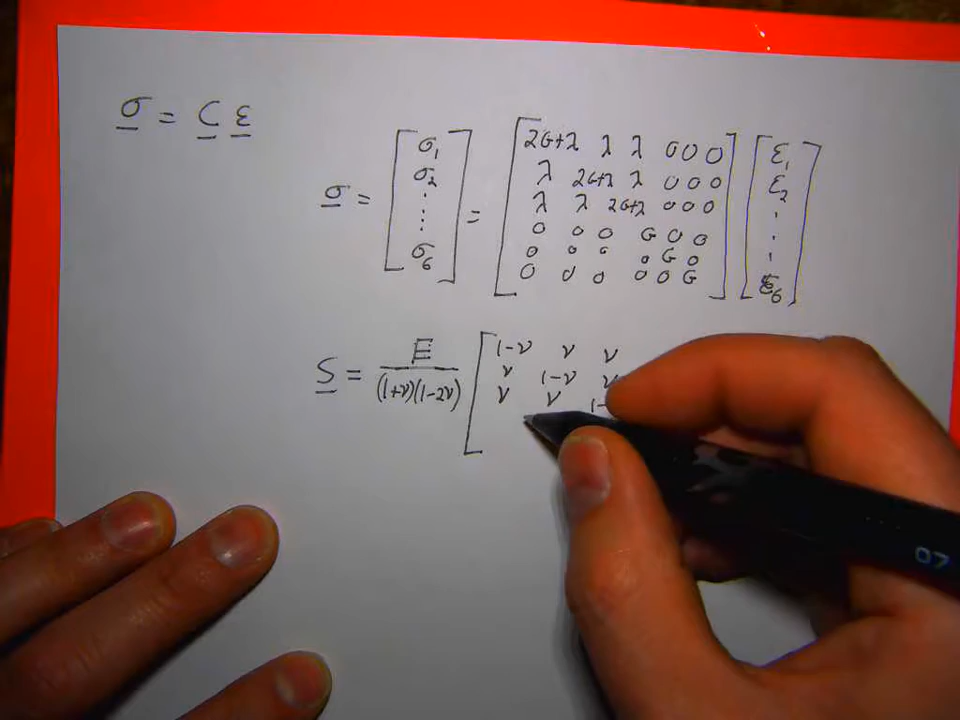 σ = C ε
σ = [σ1 σ2 ⋮ σ6] = [matrix] [ε1 ε2 ⋮ ε6]
2G+λ λ λ 0 0 0
λ 2G+λ λ 0 0 0
λ λ 2G+λ 0 0 0
0 0 0 G 0 0
0 0 0 0 G 0
0 0 0 0 0 G
S = E / (1+ν)(1-2ν)
1-ν ν ν
ν 1-ν ν
ν ν 1-
07